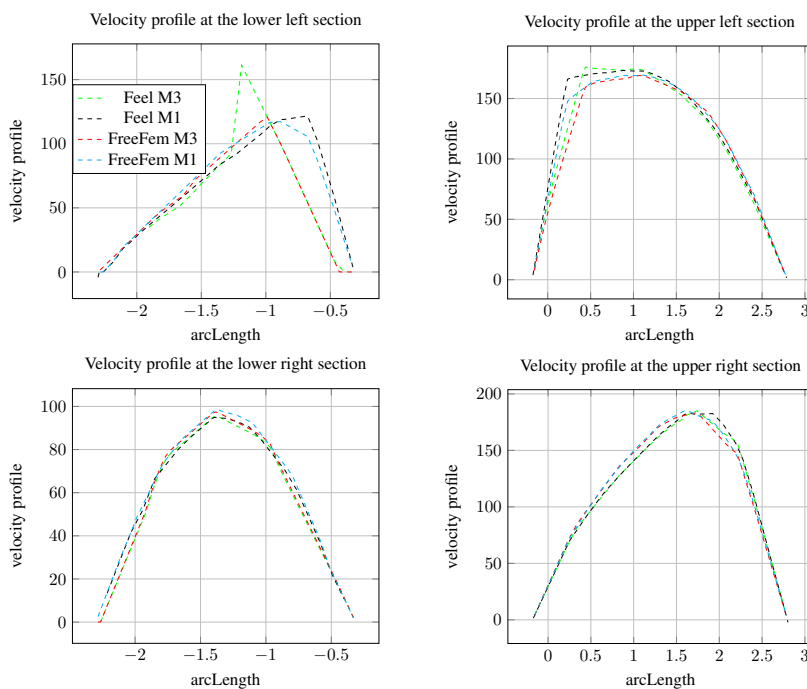 Velocity profile at the lower left section
150
100
50
0
velocity profile
Feel M3
Feel M1
FreeFem M3
FreeFem M1
−2
−1.5
−1
−0.5
arcLength
Velocity profile at the upper left section
150
100
50
0
velocity profile
0
0.5
1
1.5
2
2.5
3
arcLength
Velocity profile at the lower right section
100
80
60
40
20
0
velocity profile
−2
−1.5
−1
−0.5
arcLength
Velocity profile at the upper right section
200
150
100
50
0
velocity profile
0
0.5
1
1.5
2
2.5
3
arcLength